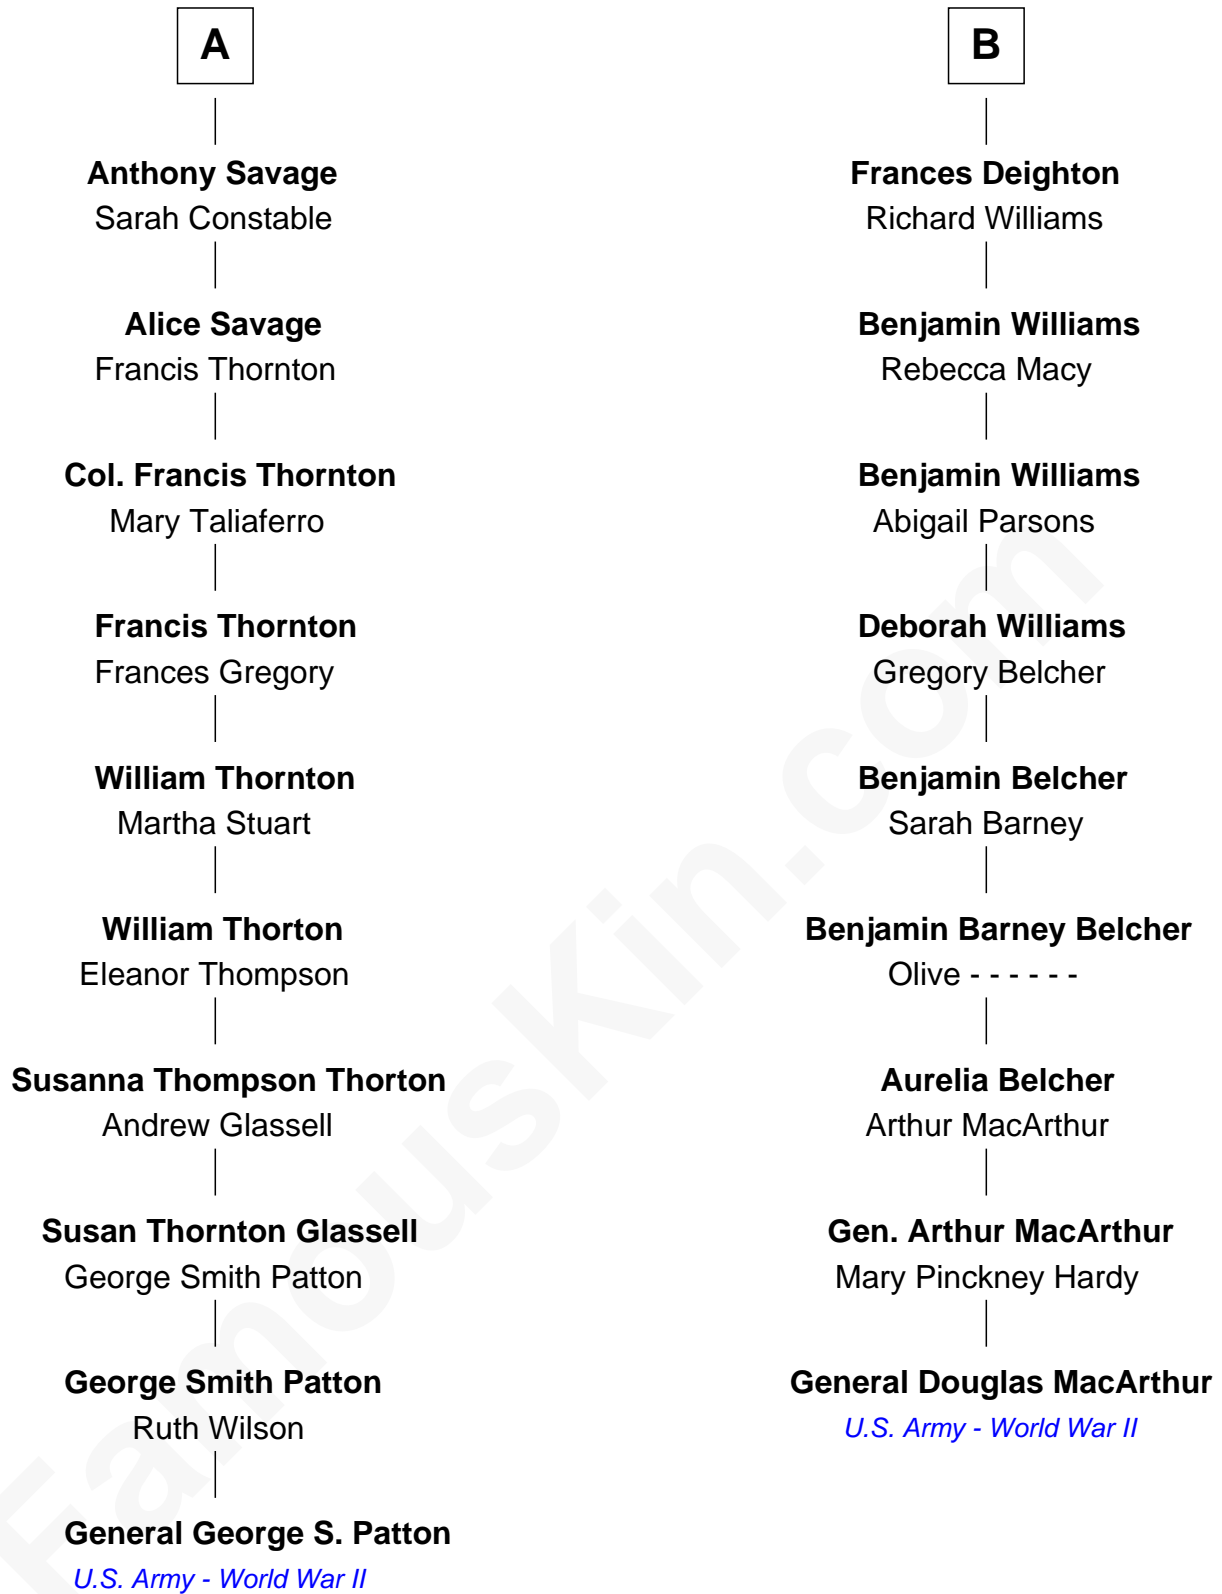 A
Anthony Savage
Sarah Constable
Alice Savage
Francis Thornton
Col. Francis Thornton
Mary Taliaferro
Francis Thornton
Frances Gregory
William Thornton
Martha Stuart
William Thorton
Eleanor Thompson
Susanna Thompson Thorton
Andrew Glassell
Susan Thornton Glassell
George Smith Patton
George Smith Patton
Ruth Wilson
General George S. Patton
U.S. Army - World War II
B
Frances Deighton
Richard Williams
Benjamin Williams
Rebecca Macy
Benjamin Williams
Abigail Parsons
Deborah Williams
Gregory Belcher
Benjamin Belcher
Sarah Barney
Benjamin Barney Belcher
Olive - - - - - -
Aurelia Belcher
Arthur MacArthur
Gen. Arthur MacArthur
Mary Pinckney Hardy
General Douglas MacArthur
U.S. Army - World War II
FamousKin.com